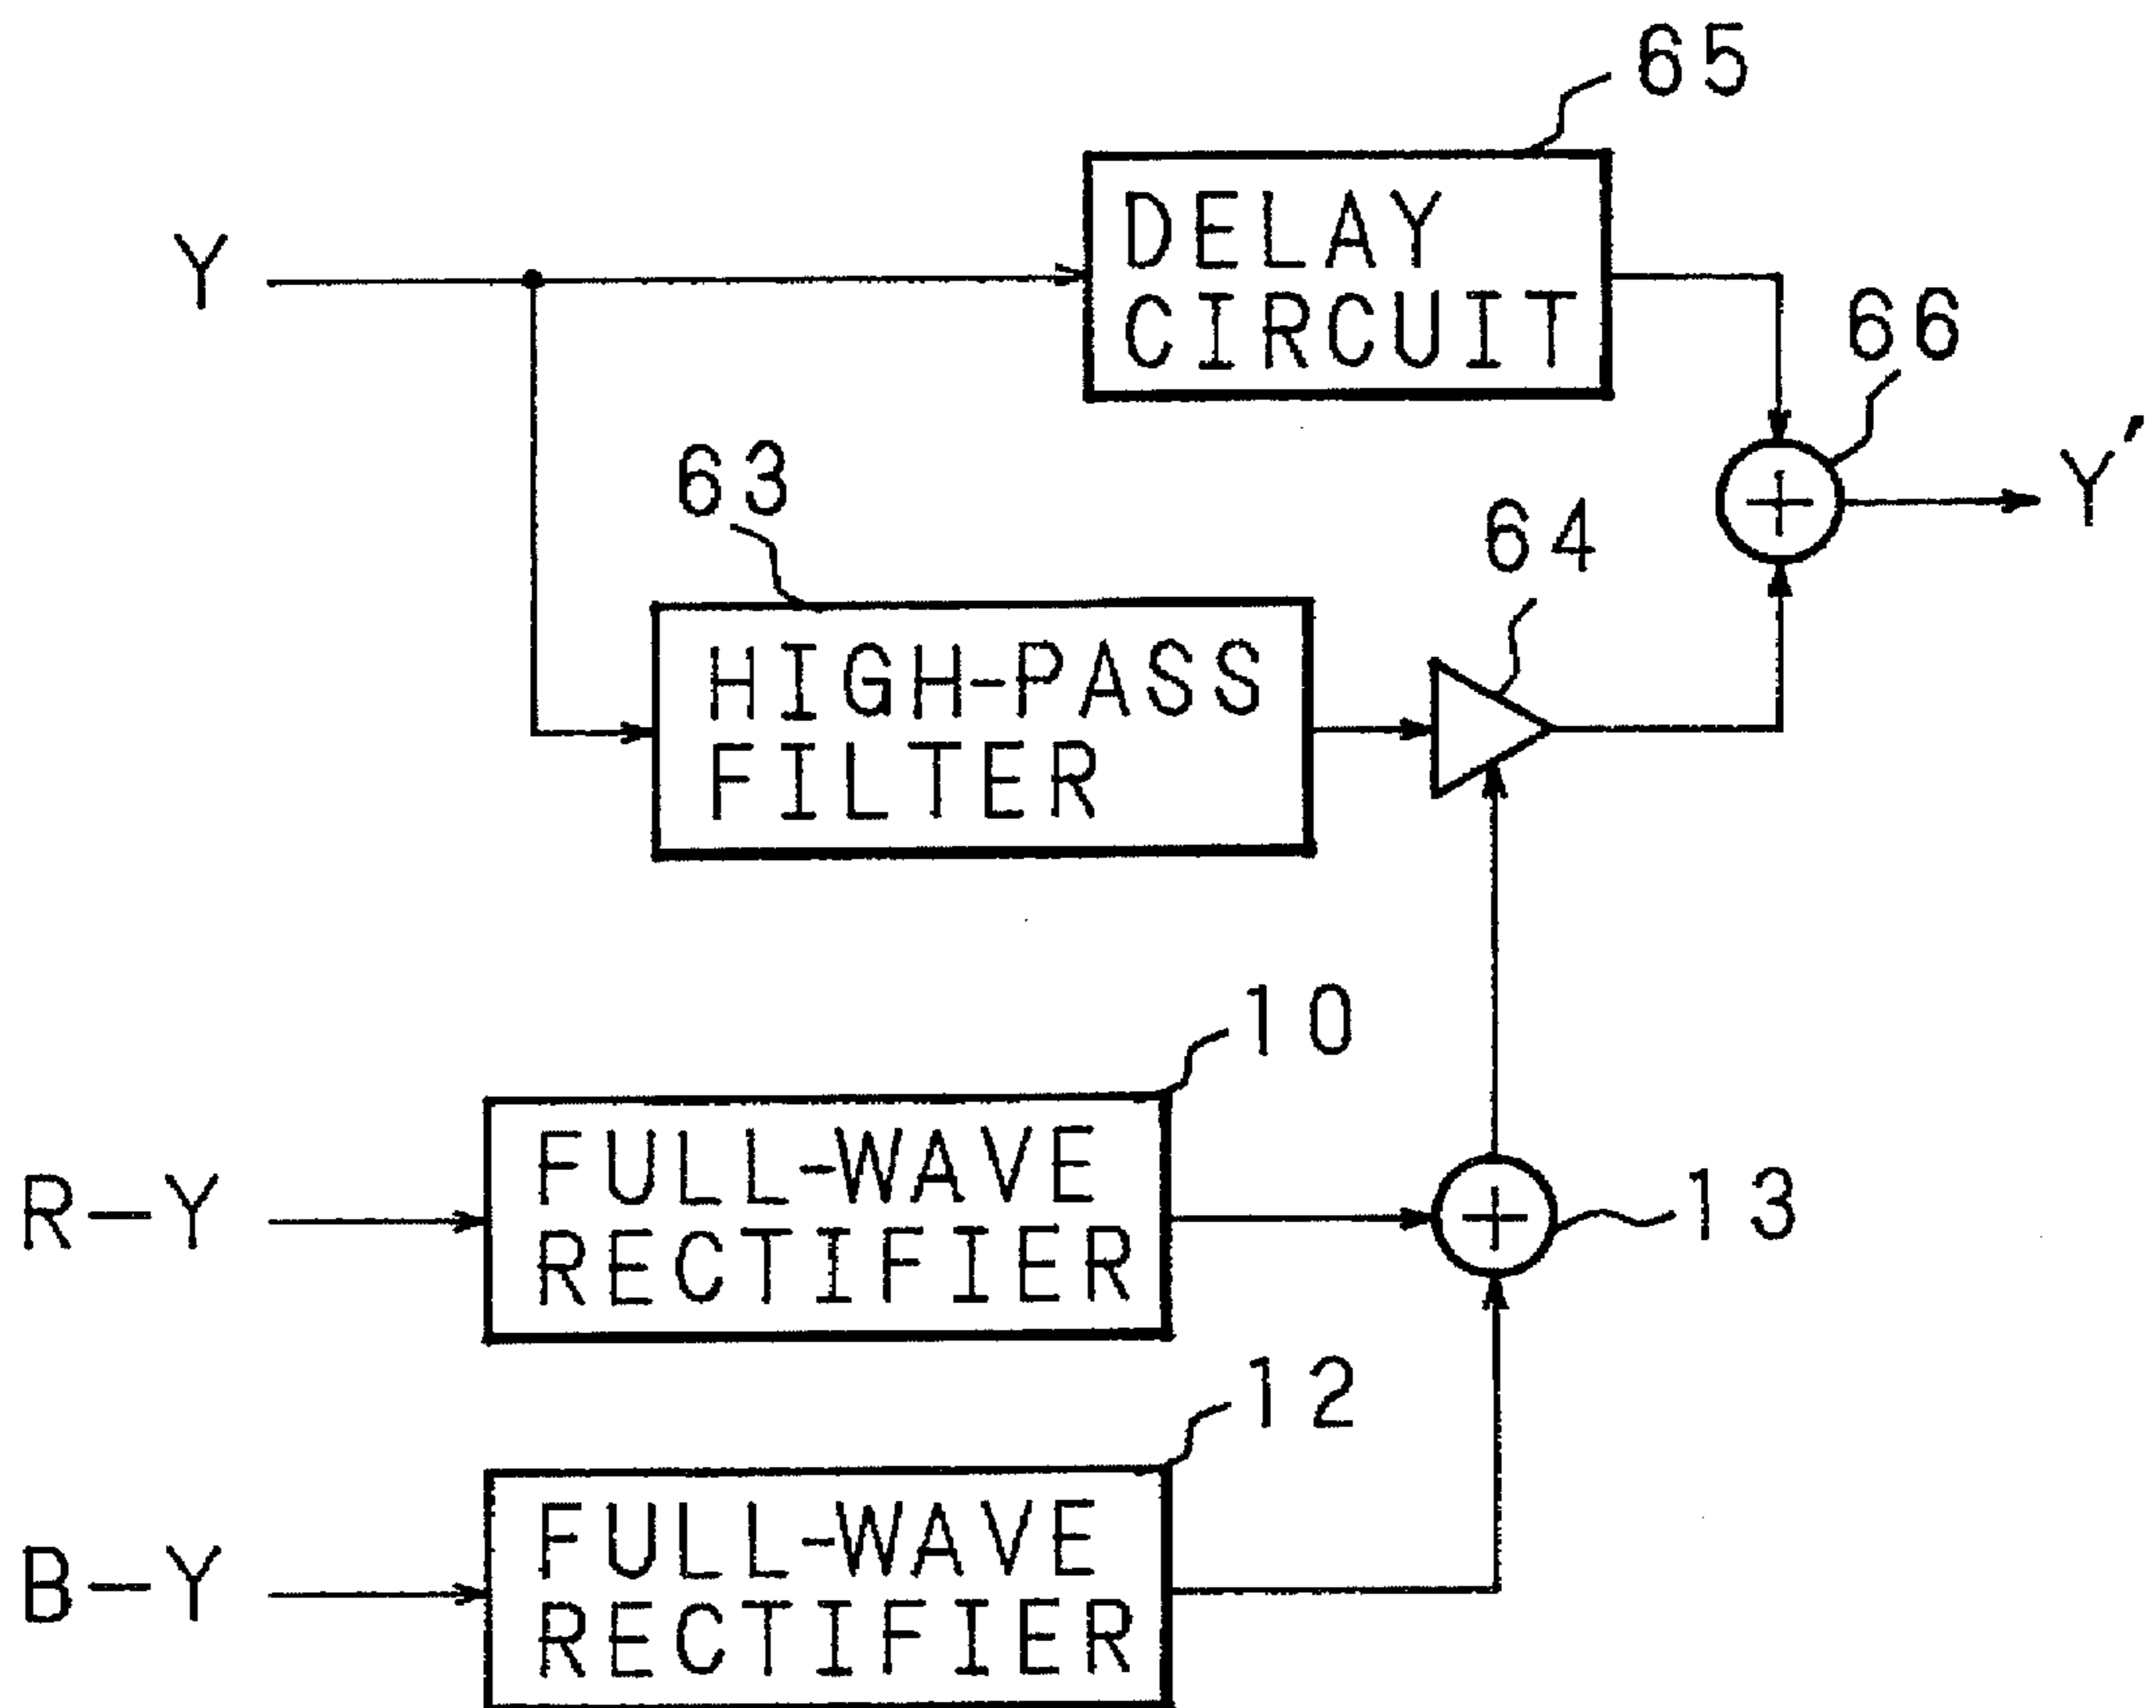 65
Y
DELAY
CIRCUIT
66
Y'
63
64
HIGH-PASS
FILTER
10
R-Y
FULL-WAVE
RECTIFIER
13
12
B-Y
FULL-WAVE
RECTIFIER